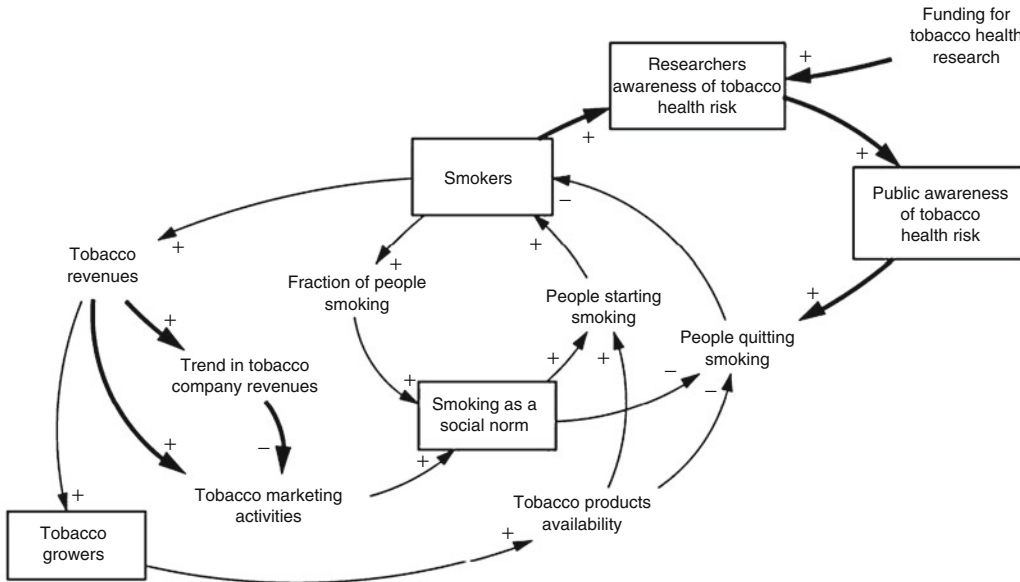 Funding for
tobacco health
research
+
Researchers
awareness of tobacco
health risk
+
+
Smokers
−
Public awareness
of tobacco
health risk
+
+
Tobacco
revenues
+
Fraction of people
smoking
People starting
smoking
+
People quitting
smoking
+
Trend in tobacco
company revenues
+
+
−
−
+
Smoking as a
social norm
+
−
+
Tobacco marketing
activities
Tobacco products
availability
+
+
Tobacco
growers